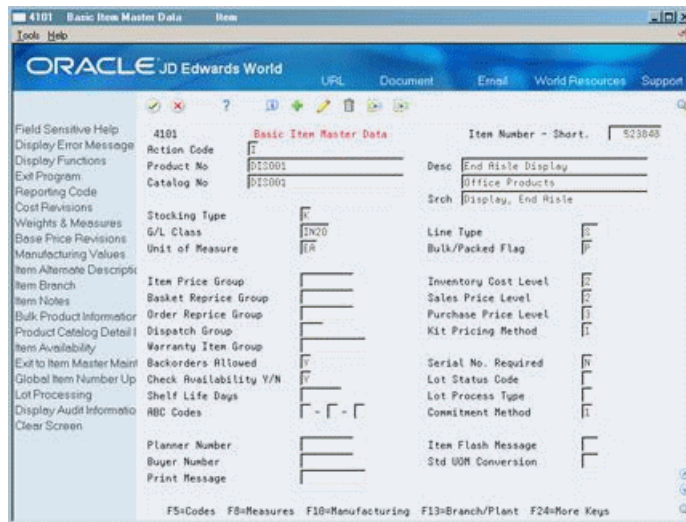 4101 Basic Item Master Data Item
Tools Help
ORACLE JD Edwards World
URL Document Email World Resources Support
Field Sensitive Help
Display Error Message
Display Functions
Exit Program
Reporting Code
Cost Revisions
Weights & Measures
Base Price Revisions
Manufacturing Values
Item Alternate Descriptic
Item Branch
Item Notes
Bulk Product Information
Product Catalog Detail I
Item Availability
Exit to Item Master Maint
Global Item Number Up
Lot Processing
Display Audit Informatio
Clear Screen
4101 Basic Item Master Data Item Number - Short. 523848
Action Code I
Product No DIS001 Desc End Aisle Display
Catalog No DIS001 Office Products
Srch Display, End Aisle
Stocking Type K
G/L Class IN20 Line Type S
Unit of Measure EA Bulk/Packed Flag P
Item Price Group Inventory Cost Level 2
Basket Reprice Group Sales Price Level 2
Order Reprice Group Purchase Price Level 3
Dispatch Group Kit Pricing Method 1
Warranty Item Group
Backorders Allowed Y Serial No. Required N
Check Availability Y/N Y Lot Status Code
Shelf Life Days Lot Process Type
ABC Codes - - Commitment Method 1
Planner Number Item Flash Message
Buyer Number Std UOM Conversion
Print Message
F5=Codes F8=Measures F10=Manufacturing F13=Branch/Plant F24=More Keys